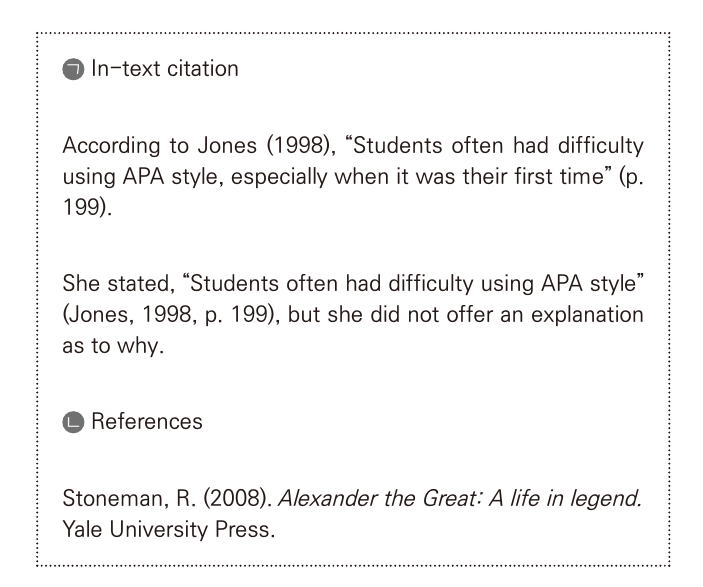 ㉠ In-text citation
According to Jones (1998), “Students often had difficulty
using APA style, especially when it was their first time” (p.
199).
She stated, “Students often had difficulty using APA style”
(Jones, 1998, p. 199), but she did not offer an explanation
as to why.
㉡ References
Stoneman, R. (2008). Alexander the Great: A life in legend.
Yale University Press.